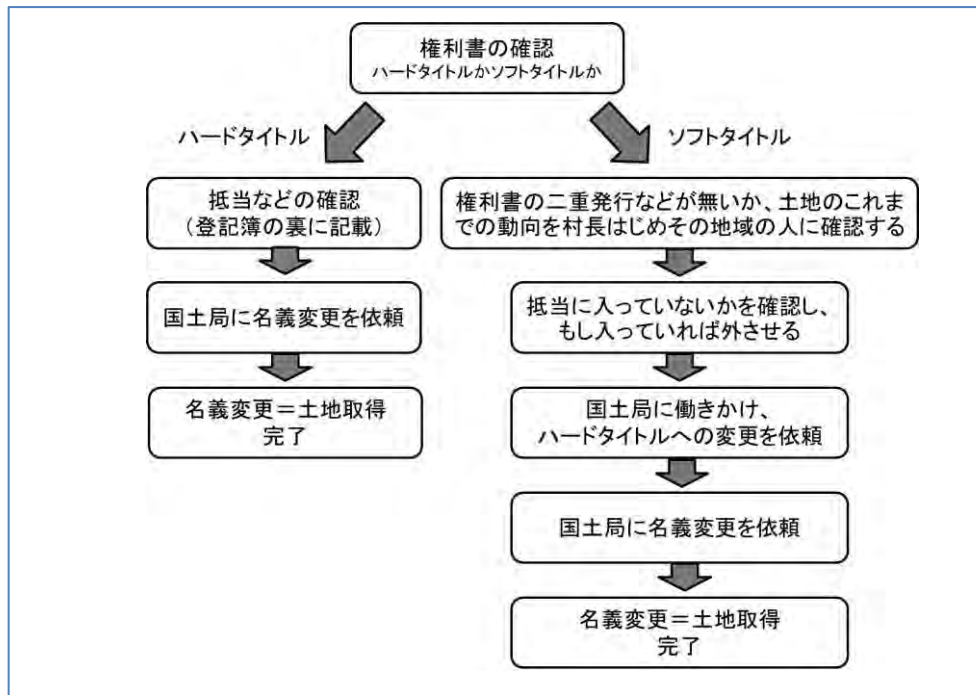 権利書の確認
ハードタイトルかソフトタイトルか
ハードタイトル
ソフトタイトル
抵当などの確認
（登記簿の裏に記載）
国土局に名義変更を依頼
名義変更＝土地取得
完了
権利書の二重発行などが無いか、土地のこれま
での動向を村長はじめその地域の人に確認する
抵当に入っていないかを確認し、
もし入っていれば外させる
国土局に働きかけ、
ハードタイトルへの変更を依頼
国土局に名義変更を依頼
名義変更＝土地取得
完了